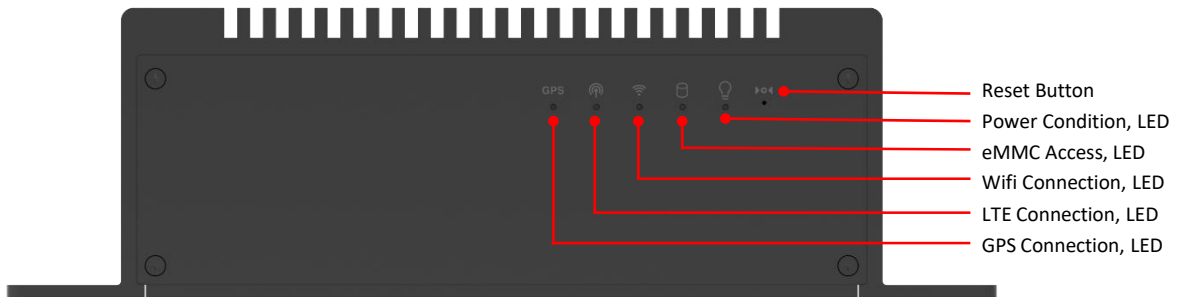 GPS
Reset Button
Power Condition, LED
eMMC Access, LED
Wifi Connection, LED
LTE Connection, LED
GPS Connection, LED